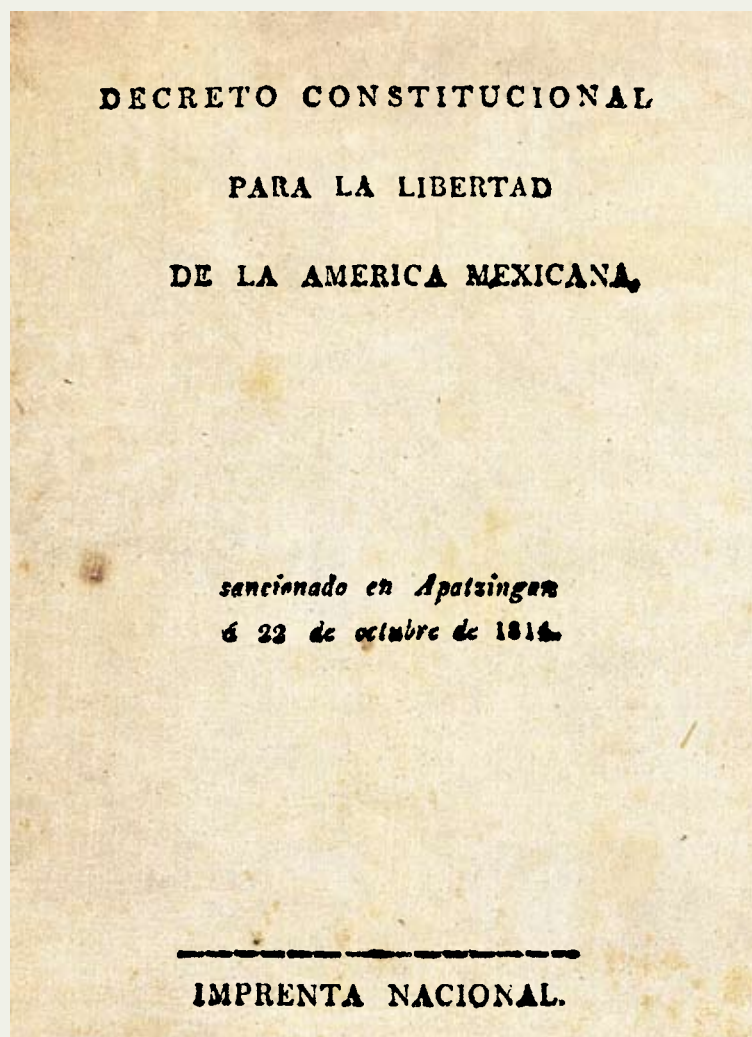 DECRETO CONSTITUCIONAL
PARA LA LIBERTAD
DE LA AMERICA MEXICANA,
sancionado en Apatzingan
á 22 de octubre de 1814.
IMPRENTA NACIONAL.